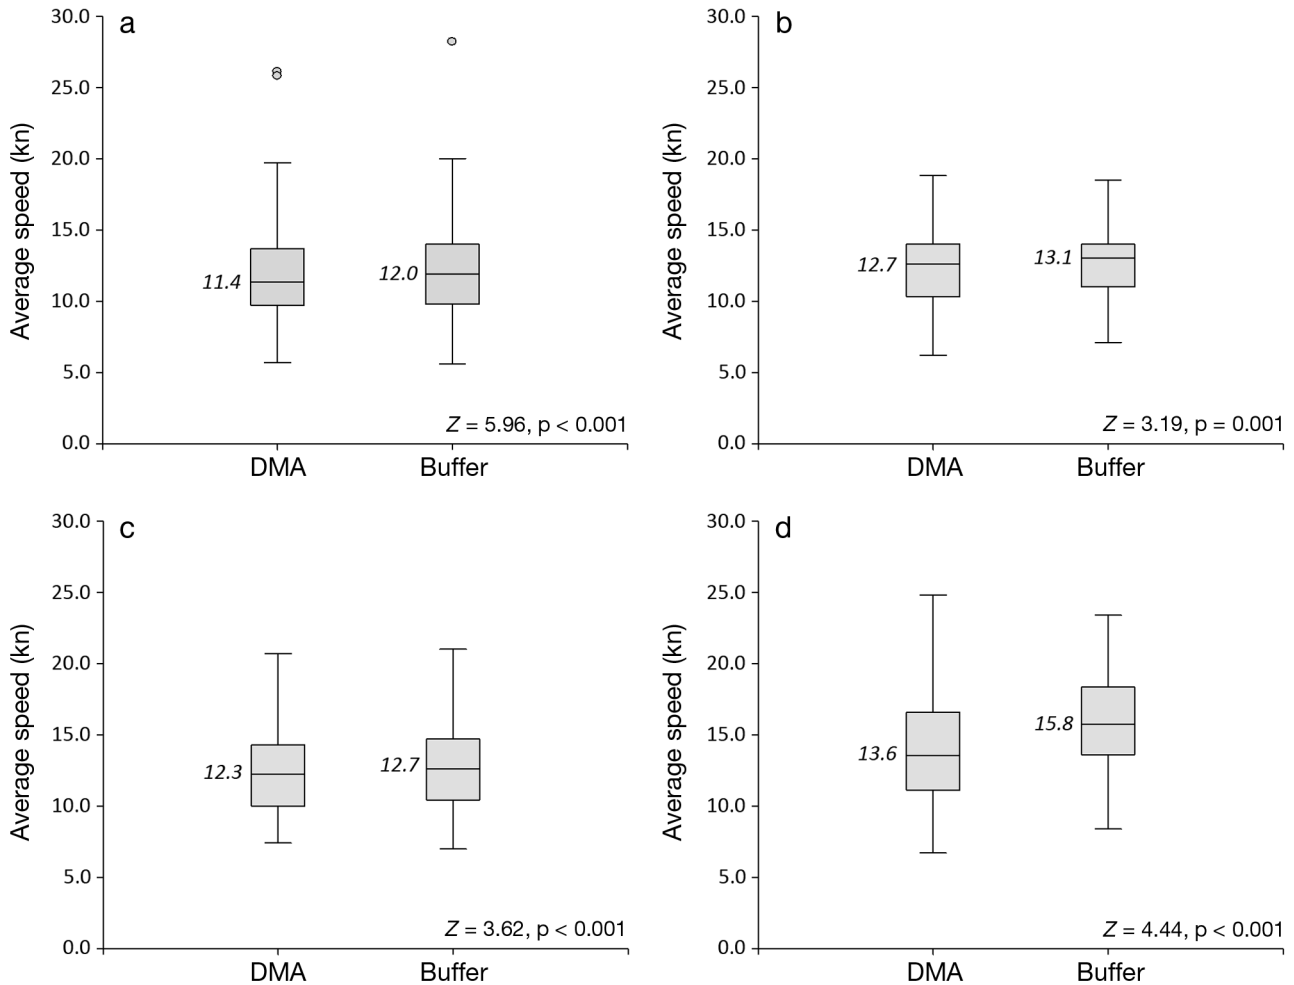 a
Average speed (kn)
30.0
25.0
20.0
15.0
10.0
5.0
0.0
11.4
12.0
Z = 5.96, p < 0.001
DMA Buffer
b
Average speed (kn)
30.0
25.0
20.0
15.0
10.0
5.0
0.0
12.7
13.1
Z = 3.19, p = 0.001
DMA Buffer
c
Average speed (kn)
30.0
25.0
20.0
15.0
10.0
5.0
0.0
12.3
12.7
Z = 3.62, p < 0.001
DMA Buffer
d
Average speed (kn)
30.0
25.0
20.0
15.0
10.0
5.0
0.0
13.6
15.8
Z = 4.44, p < 0.001
DMA Buffer